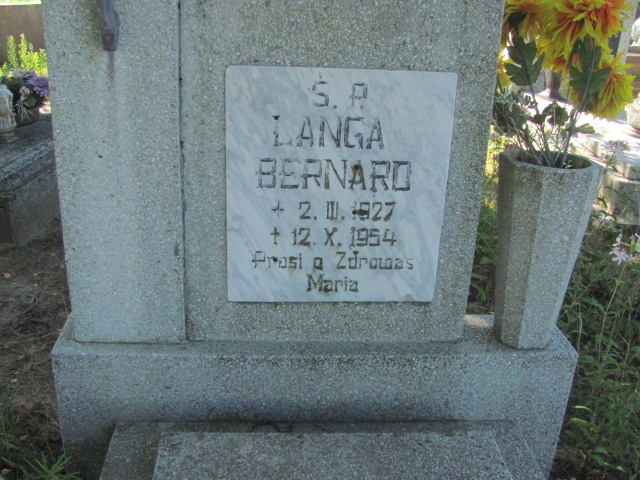 Ś. P.
LANGA
BERNARD
+ 2. III. 1927
+ 12. X. 1954
Prosi o Zdrowaś
Maria